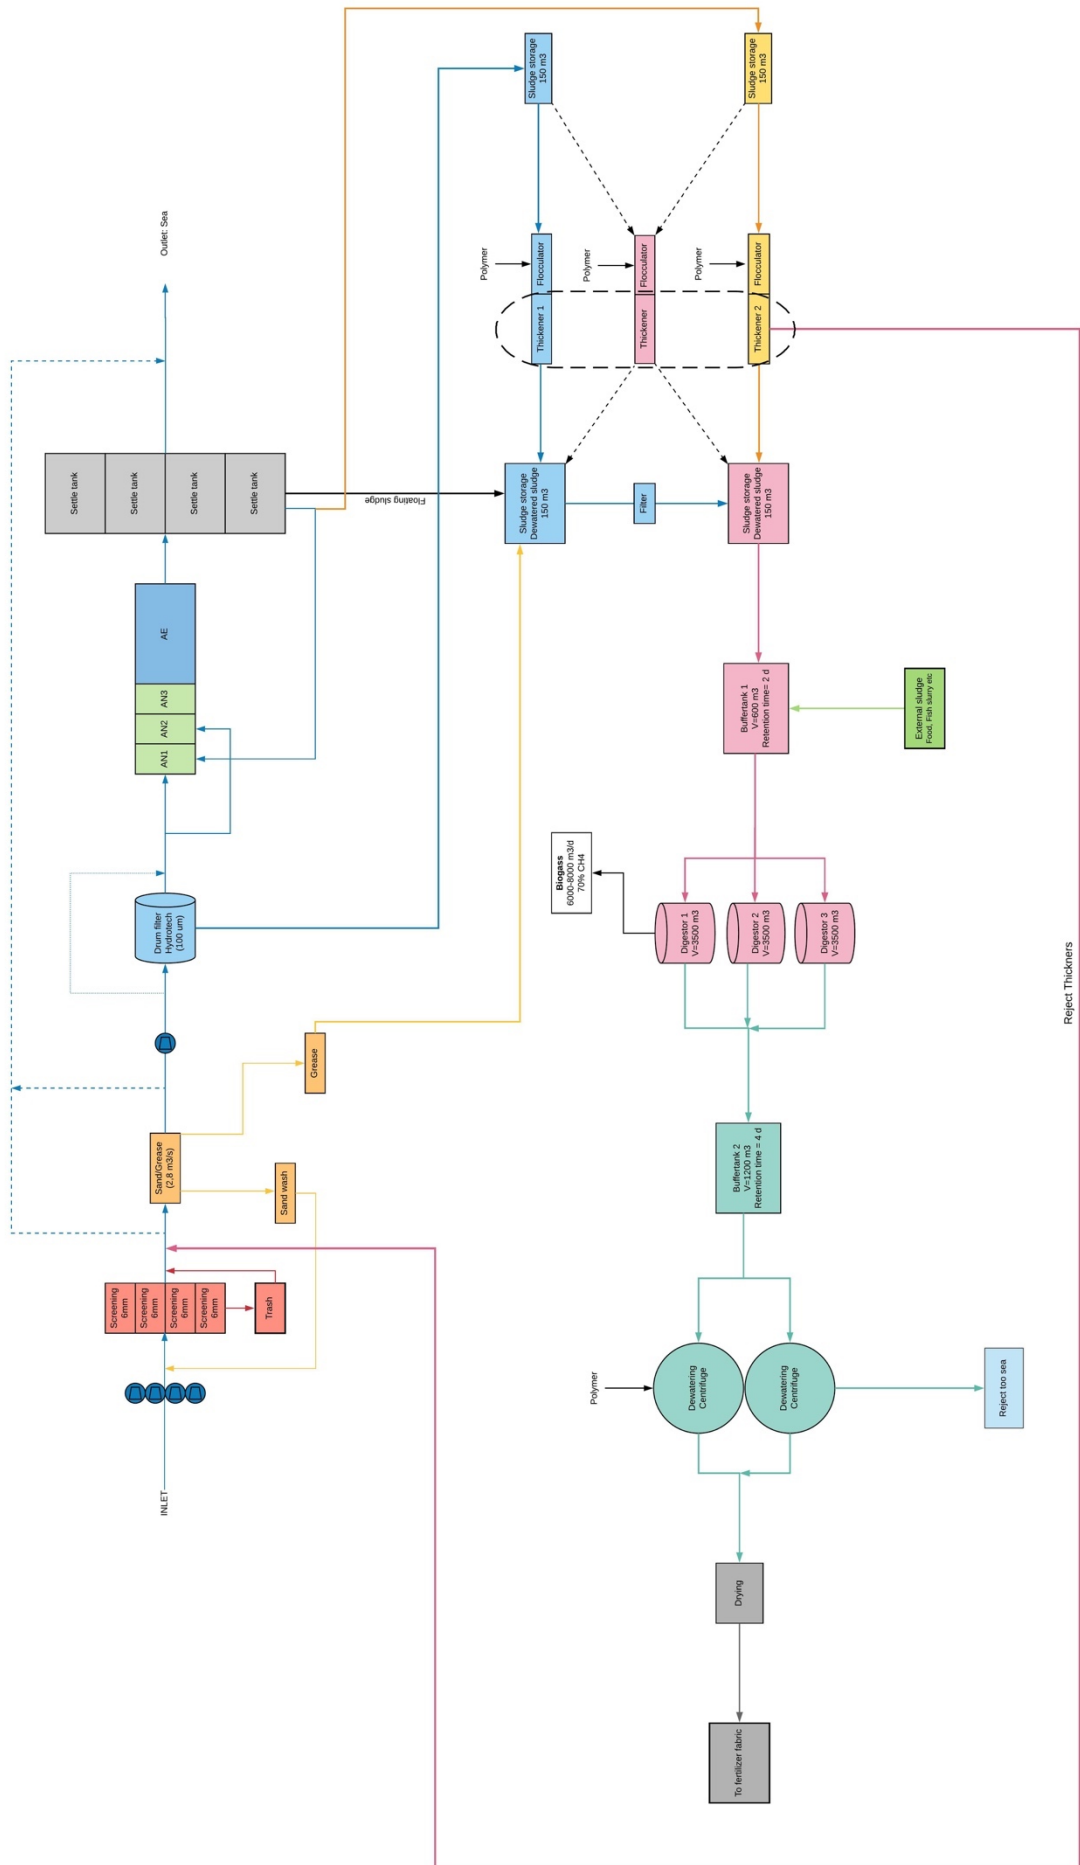 INLET
Screening
6mm
Screening
6mm
Screening
6mm
Screening
6mm
Trash
Sand/Grease
(2,8 m3/s)
Sand wash
Grease
Drum filter
Hydrotech
(100 um)
AN1
AN2
AN3
AE
Settle tank
Settle tank
Settle tank
Settle tank
Outlet: Sea
Floating sludge
Sludge storage
150 m3
Sludge storage
150 m3
Polymer
Flocculator
Thickener 1
Polymer
Flocculator
Thickener
Polymer
Flocculator
Thickener 2
Sludge storage
Dewatered sludge
150 m3
Filter
Sludge storage
Dewatered sludge
150 m3
Buffertank 1
V=600 m3
Retention time= 2 d
External sludge
Food, Fish slurry etc
Biogass
6000-8000 m3/d
70% CH4
Digestor 1
V=3500 m3
Digestor 2
V=3500 m3
Digestor 3
V=3500 m3
Reject Thickners
Buffertank 2
V=1200 m3
Retention time = 4 d
Polymer
Dewatering
Centrifuge
Dewatering
Centrifuge
Reject too sea
Drying
To fertilizer fabric